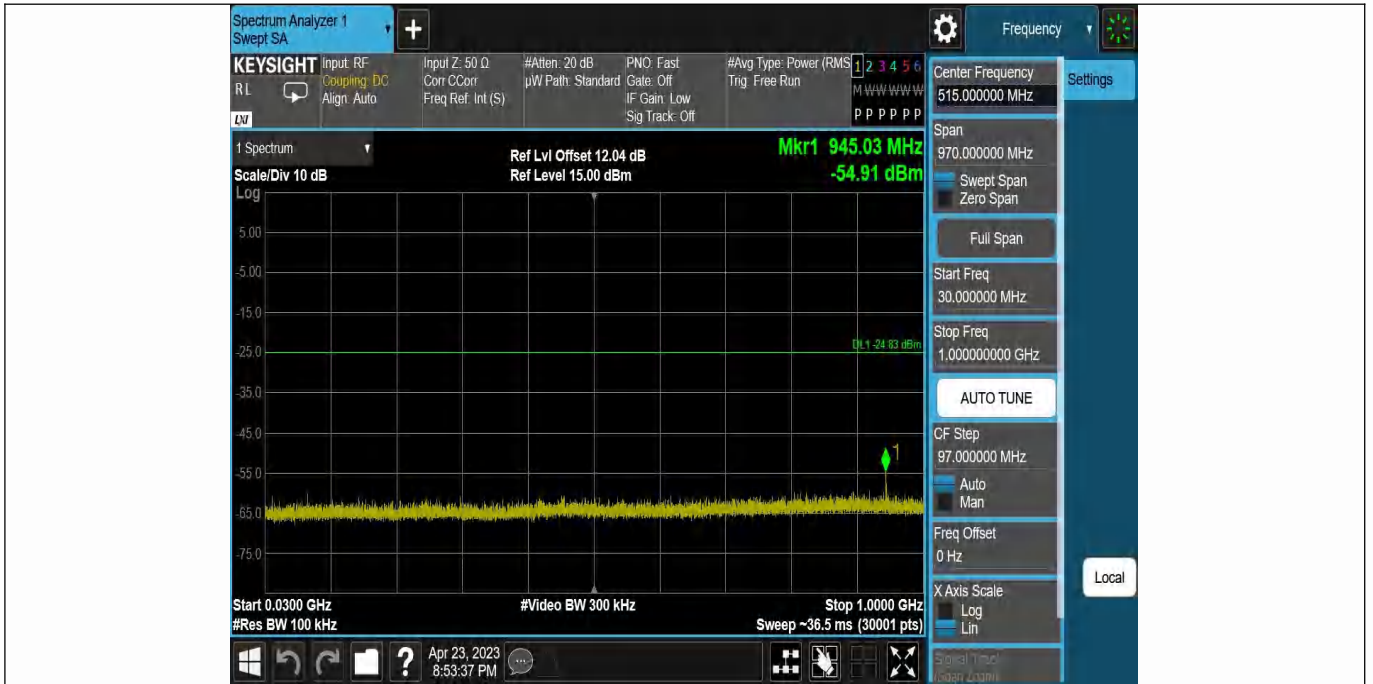 Spectrum Analyzer 1
Swept SA
+
Frequency
KEYSIGHT
RL
LXI
Input: RF
Coupling: DC
Align: Auto
Input Z: 50 Ω
Corr CCorr
Freq Ref: Int (S)
#Atten: 20 dB
µW Path: Standard
PNO: Fast
Gate: Off
IF Gain: Low
Sig Track: Off
#Avg Type: Power (RMS
Trig: Free Run
1 2 3 4 5 6
M W W W W W
P P P P P P
Center Frequency
515.000000 MHz
Settings
Span
970.000000 MHz
Swept Span
Zero Span
Full Span
Start Freq
30.000000 MHz
Stop Freq
1.000000000 GHz
AUTO TUNE
CF Step
97.000000 MHz
Auto
Man
Freq Offset
0 Hz
X Axis Scale
Log
Lin
Signal Track
(Span Zoom)
Local
1 Spectrum
Scale/Div 10 dB
Ref Lvl Offset 12.04 dB
Ref Level 15.00 dBm
Mkr1 945.03 MHz
-54.91 dBm
Log
5.00
-5.00
-15.0
DL1 -24.83 dBm
-25.0
-35.0
-45.0
1
-55.0
-65.0
-75.0
Start 0.0300 GHz
#Res BW 100 kHz
#Video BW 300 kHz
Stop 1.0000 GHz
Sweep ~36.5 ms (30001 pts)
?
Apr 23, 2023
8:53:37 PM